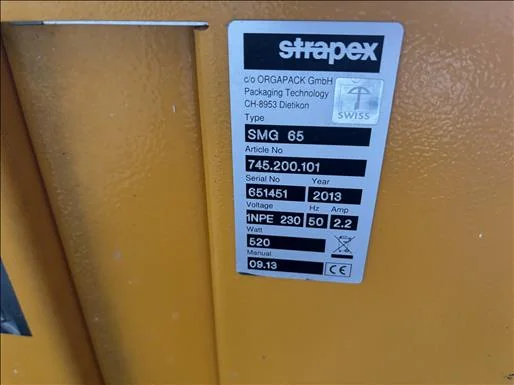 strapex
c/o ORGAPACK GmbH
Packaging Technology
CH-8953 Dietikon
SWISS
Type
SMG 65
Article No
745.200.101
Serial No Year
651451 2013
Voltage Hz Amp
1NPE 230 50 2.2
Watt
520
Manual
09.13 CE